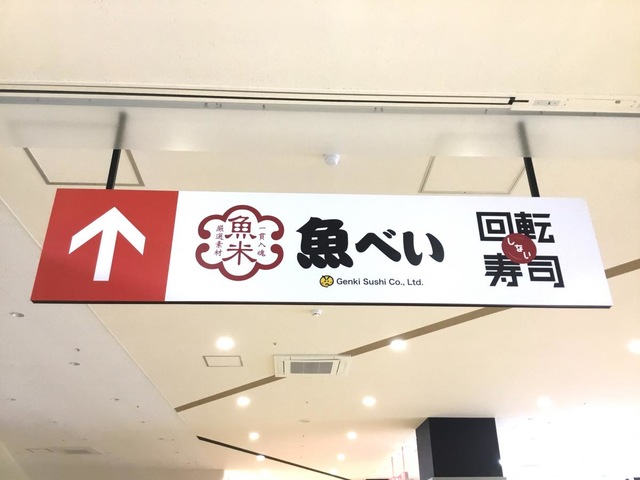 魚米
一貫入魂
厳選素材
魚べい
Genki Sushi Co., Ltd.
回転
しない
寿司